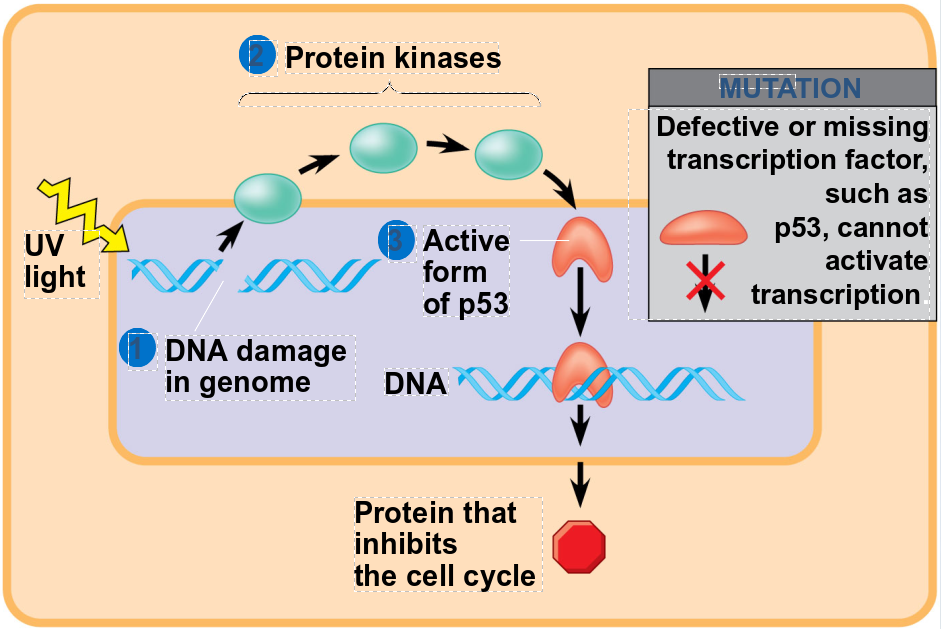 2 Protein kinases
MUTATION
Defective or missing
transcription factor,
such as
p53, cannot
activate
transcription.
UV
light
3 Active
form
of p53
1 DNA damage
in genome
DNA
Protein that
inhibits
the cell cycle